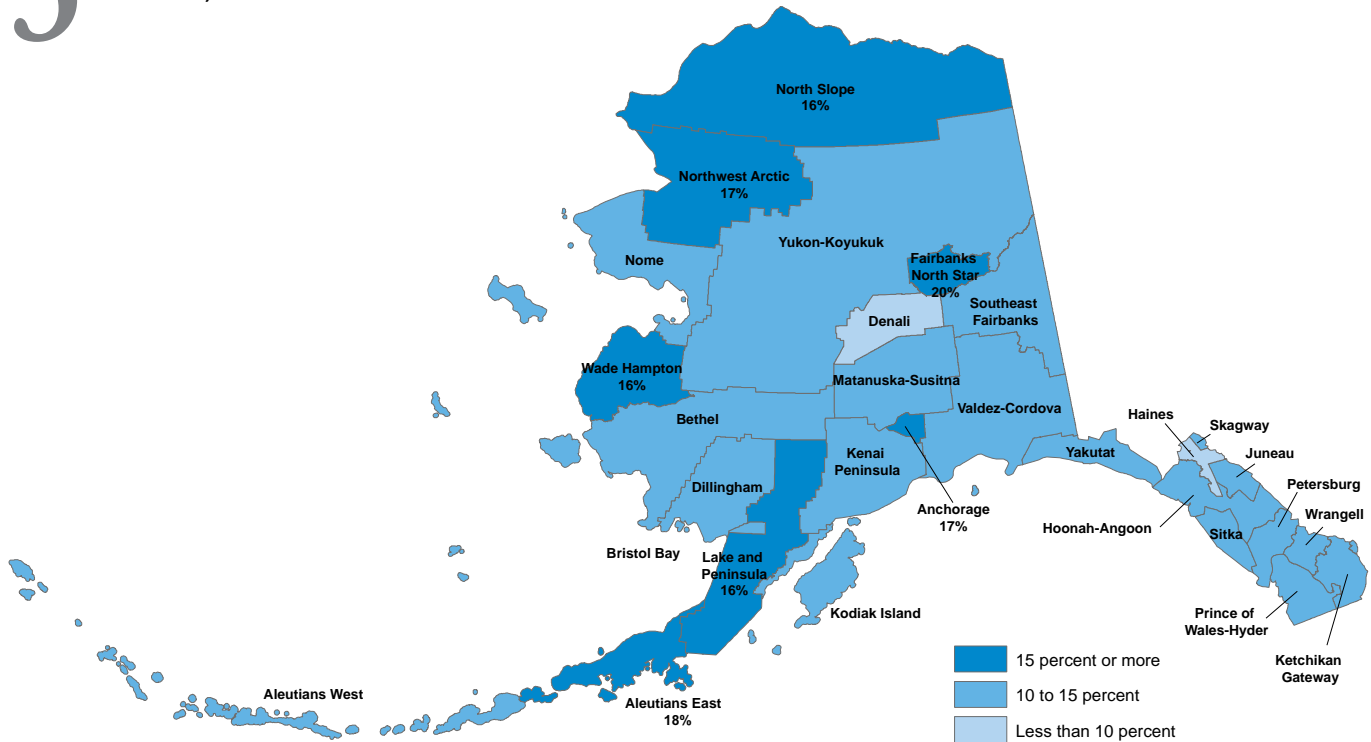 North Slope
16%
Northwest Arctic
17%
Yukon-Koyukuk
Nome
Fairbanks
North Star
20%
Southeast
Fairbanks
Denali
Wade Hampton
16%
Matanuska-Susitna
Valdez-Cordova
Bethel
Haines
Skagway
Kenai
Peninsula
Yakutat
Juneau
Dillingham
Petersburg
Anchorage
17%
Wrangell
Hoonah-Angoon
Sitka
Bristol Bay
Lake and
Peninsula
16%
Kodiak Island
Prince of
Wales-Hyder
Ketchikan
Gateway
Aleutians West
Aleutians East
18%
15 percent or more
10 to 15 percent
Less than 10 percent